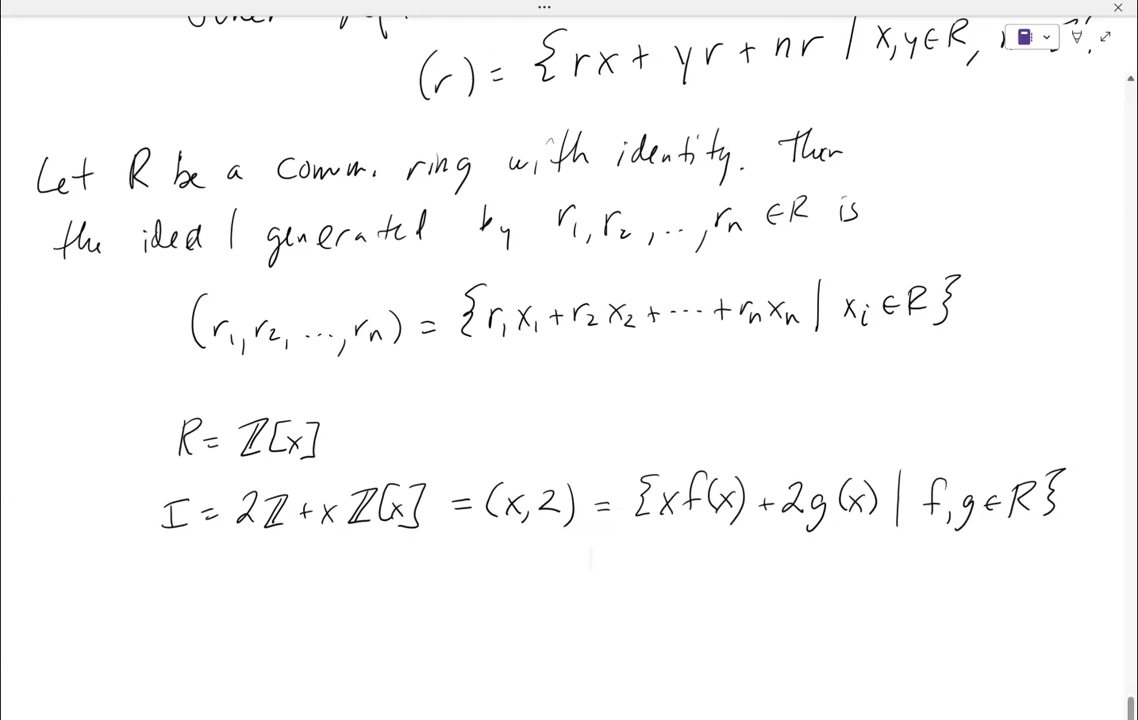 (r) = {rx + yr + nr | x, y ∈ R,
Let R be a comm. ring with identity. Then
the ideal generated by r₁, r₂, ..., rₙ ∈ R is
(r₁, r₂, ..., rₙ) = {r₁x₁ + r₂x₂ + ⋯ + rₙxₙ | xᵢ ∈ R}
R = ℤ[x]
I = 2ℤ + xℤ[x] = (x, 2) = {xf(x) + 2g(x) | f, g ∈ R}